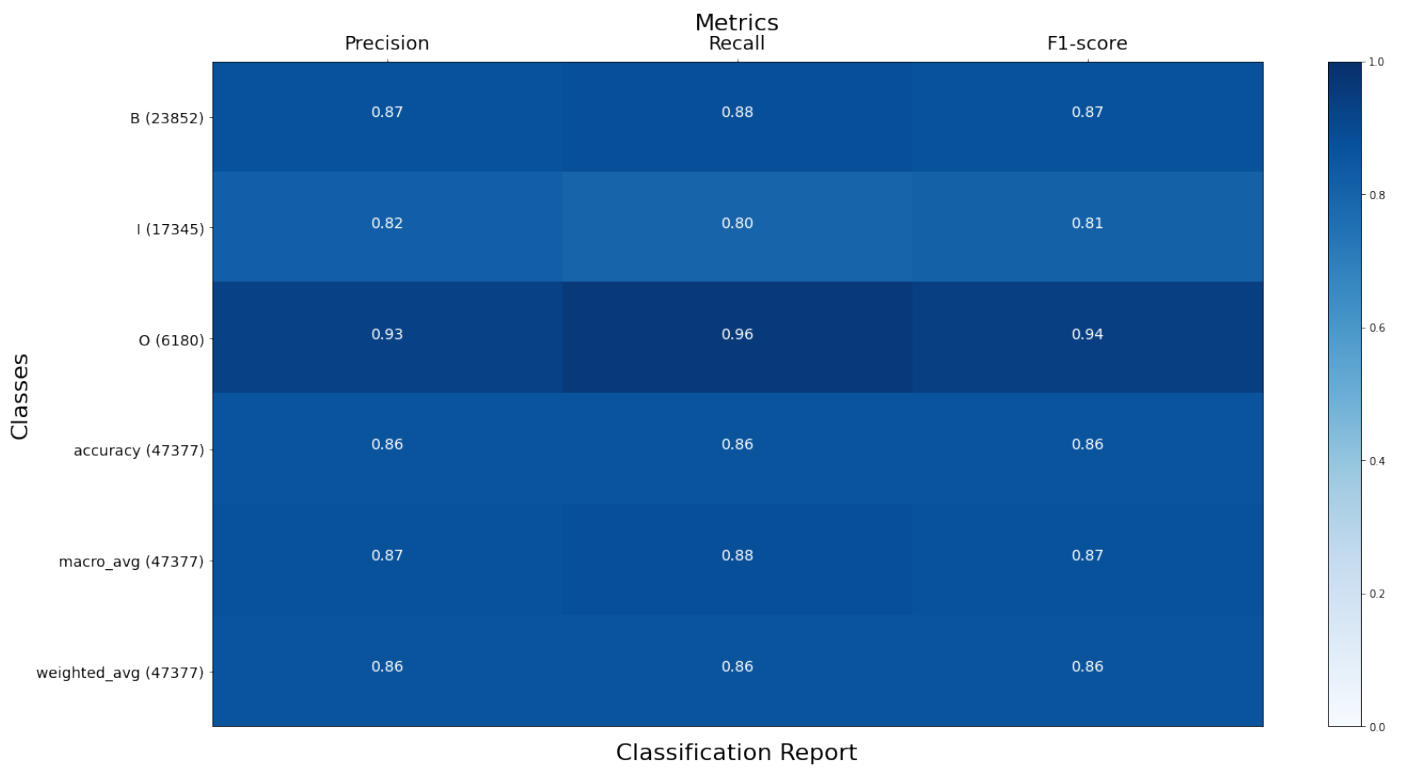 Metrics
Precision Recall F1-score
B (23852) 0.87 0.88 0.87
I (17345) 0.82 0.80 0.81
O (6180) 0.93 0.96 0.94
accuracy (47377) 0.86 0.86 0.86
macro_avg (47377) 0.87 0.88 0.87
weighted_avg (47377) 0.86 0.86 0.86
Classes
Classification Report
1.0
0.8
0.6
0.4
0.2
0.0